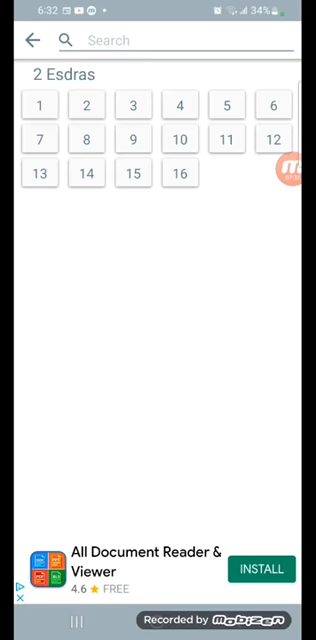 6:32 34%
Search
2 Esdras
1 2 3 4 5 6
7 8 9 10 11 12
13 14 15 16
All Document Reader &
Viewer
INSTALL
4.6 ★ FREE
Recorded by mobizen